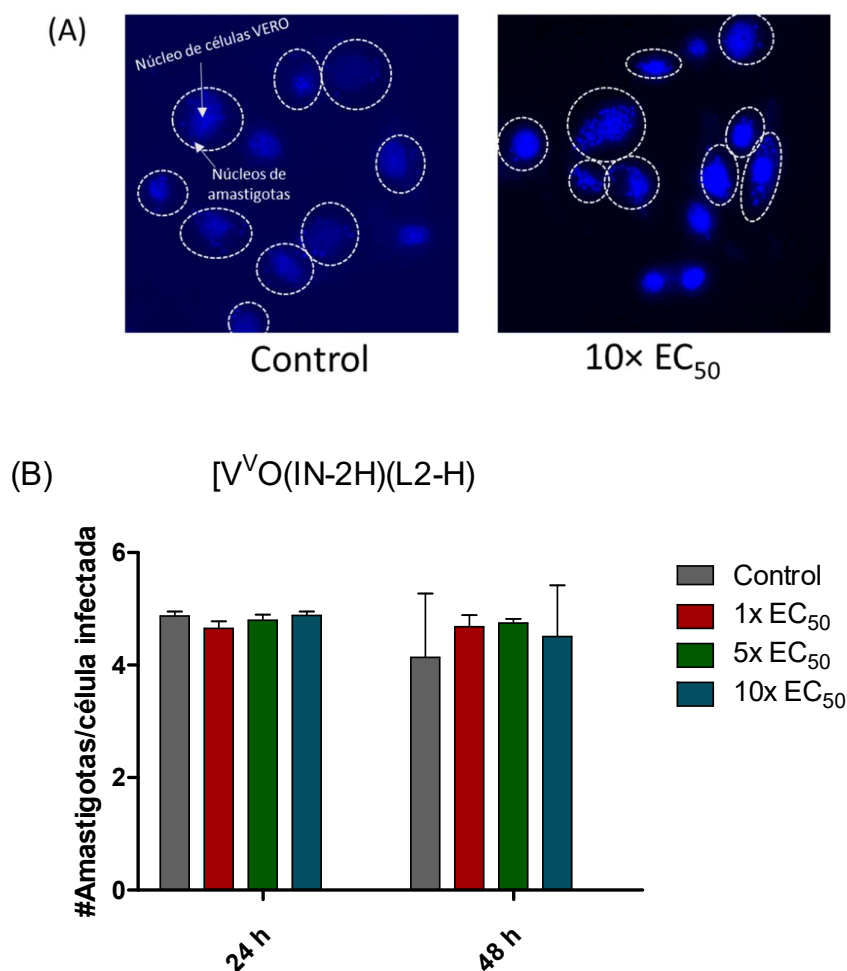 (A)
Núcleo de células VERO
Núcleos de
amastigotas
Control
10× EC₅₀
(B)
[VⱽO(IN-2H)(L2-H)
#Amastigotas/célula infectada
6
4
2
0
24 h
48 h
Control
1x EC₅₀
5x EC₅₀
10x EC₅₀